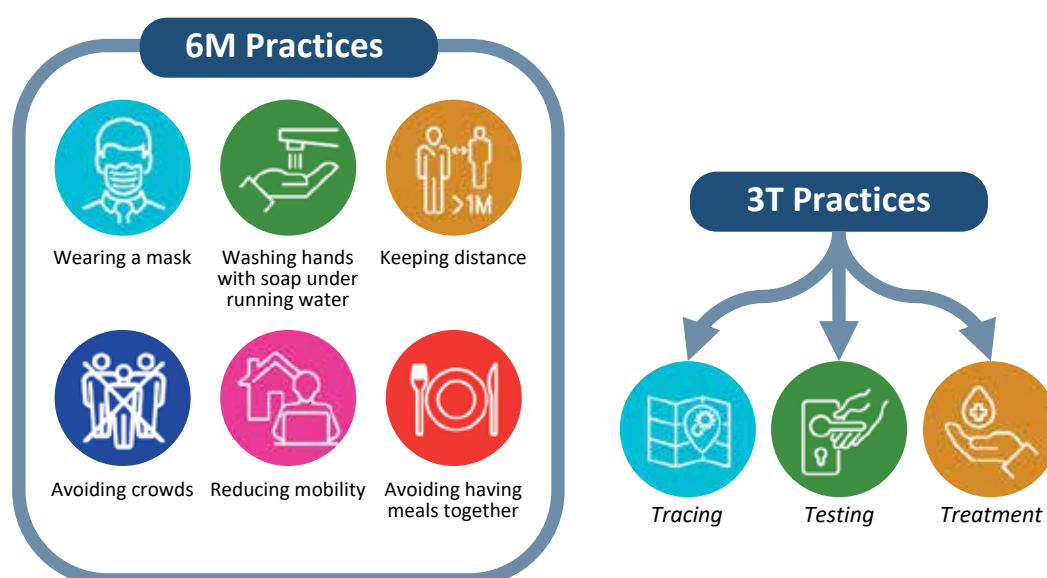 6M Practices
Wearing a mask
Washing hands
with soap under
running water
Keeping distance
>1M
Avoiding crowds
Reducing mobility
Avoiding having
meals together
3T Practices
Tracing
Testing
Treatment